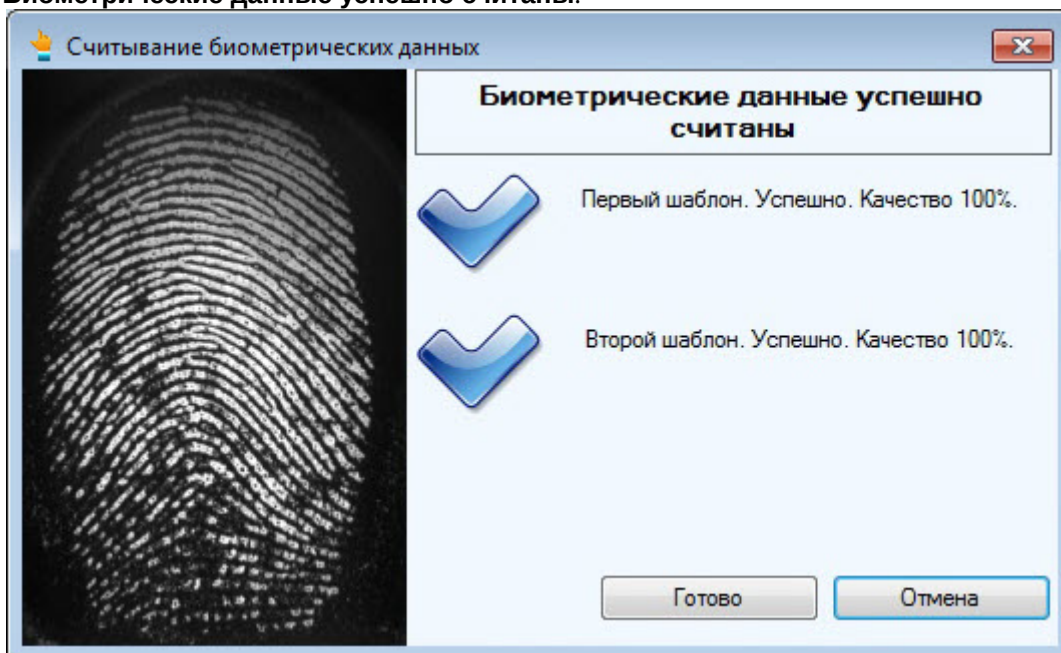 Биометрические данные успешно считаны.
Считывание биометрических данных
Биометрические данные успешно
считаны
Первый шаблон. Успешно. Качество 100%.
Второй шаблон. Успешно. Качество 100%.
Готово
Отмена